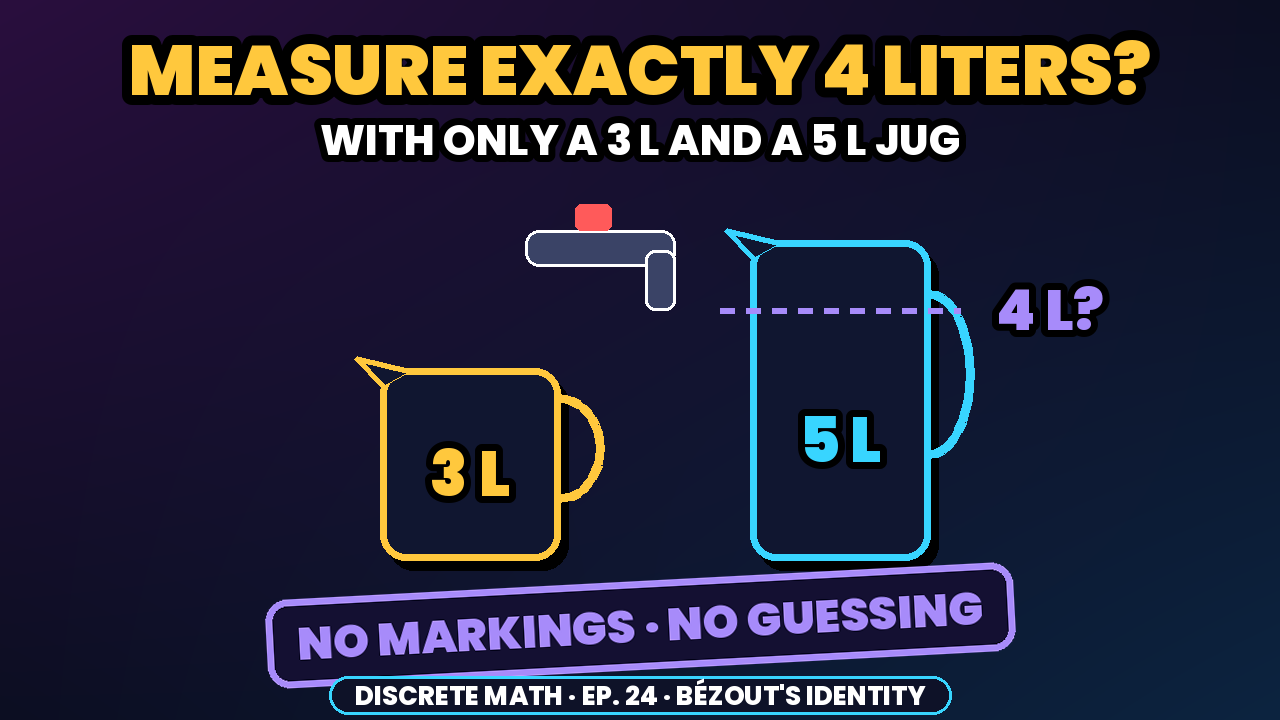 MEASURE EXACTLY 4 LITERS?
WITH ONLY A 3 L AND A 5 L JUG
4 L?
5 L
3 L
NO MARKINGS · NO GUESSING
DISCRETE MATH · EP. 24 · BÉZOUT'S IDENTITY